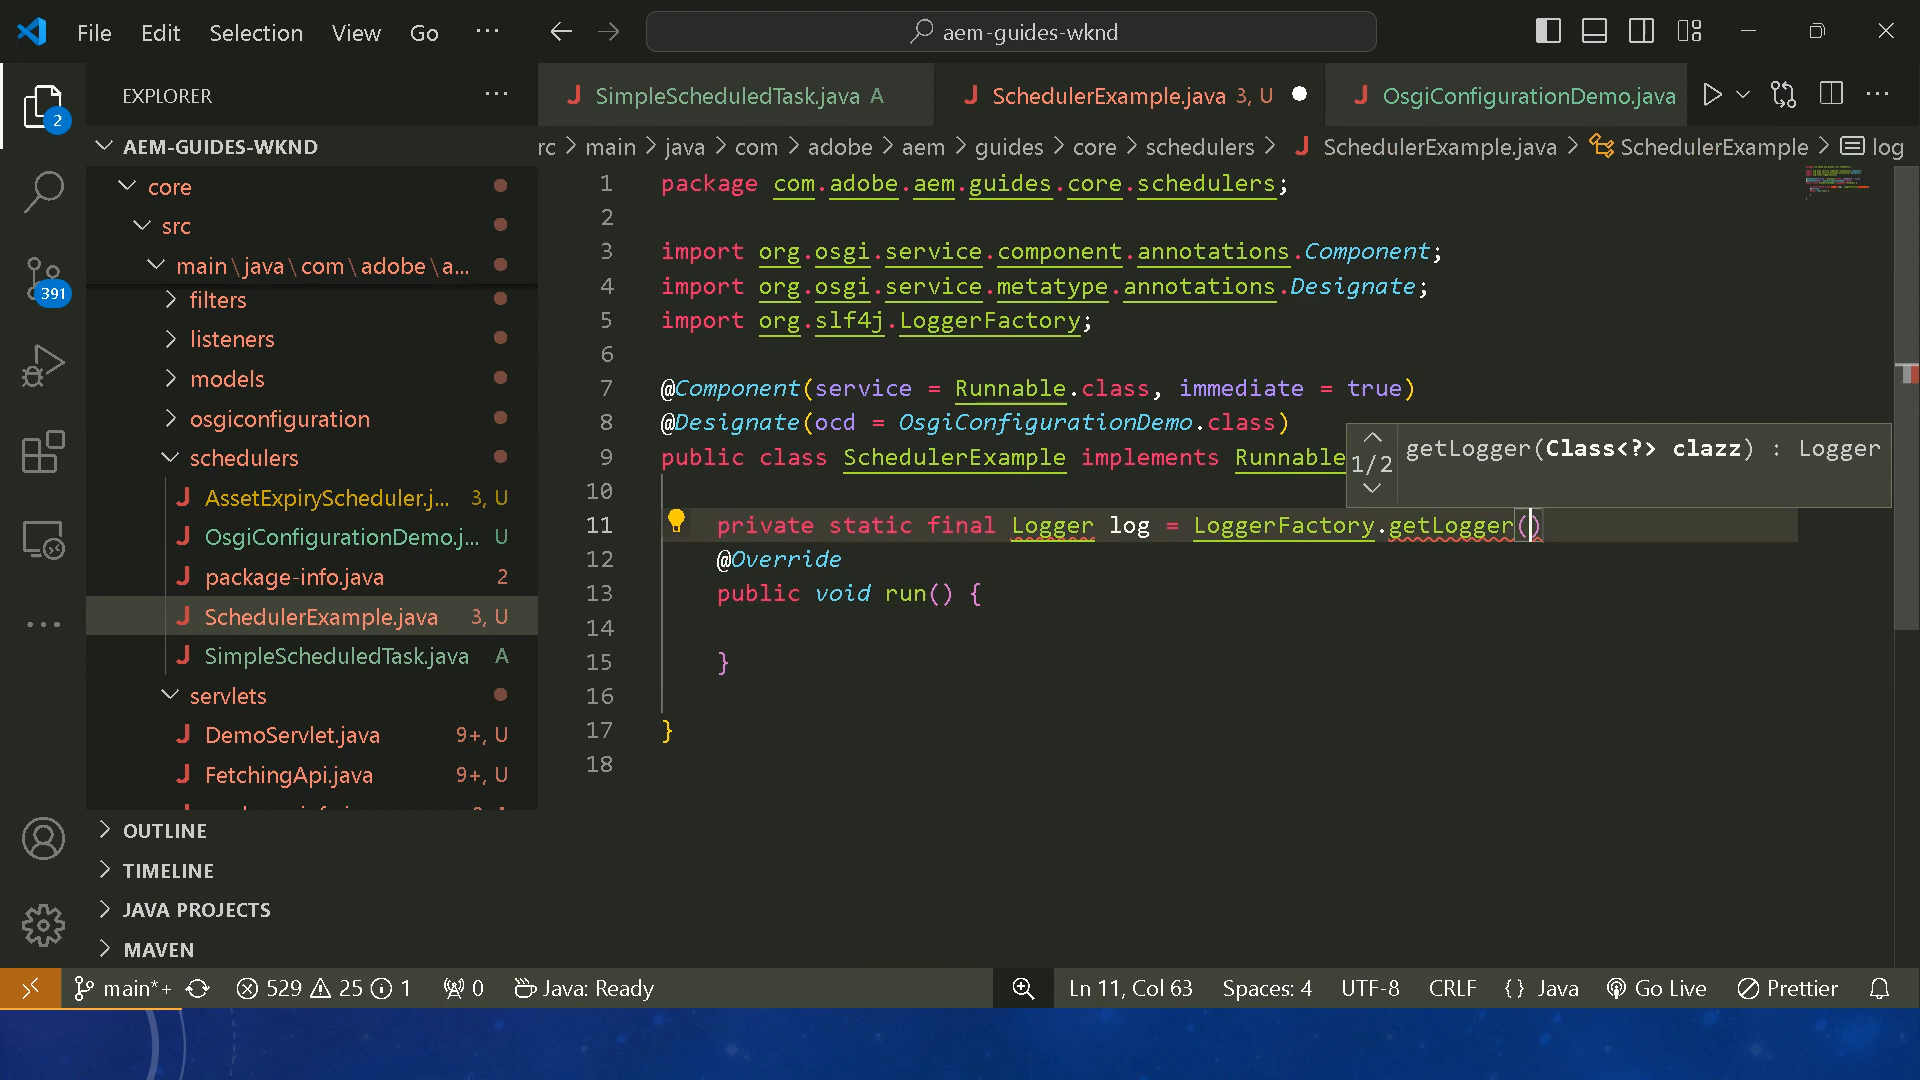 File Edit Selection View Go ··· aem-guides-wknd
EXPLORER ···
SimpleScheduledTask.java A
SchedulerExample.java 3, U
OsgiConfigurationDemo.java
AEM-GUIDES-WKND
rc > main > java > com > adobe > aem > guides > core > schedulers > SchedulerExample.java > SchedulerExample > log
2
391
core
src
main\java\com\adobe\a...
filters
listeners
models
osgiconfiguration
schedulers
AssetExpiryScheduler.j... 3, U
OsgiConfigurationDemo.j... U
package-info.java 2
SchedulerExample.java 3, U
SimpleScheduledTask.java A
servlets
DemoServlet.java 9+, U
FetchingApi.java 9+, U
OUTLINE
TIMELINE
JAVA PROJECTS
MAVEN
1 package com.adobe.aem.guides.core.schedulers;
2
3 import org.osgi.service.component.annotations.Component;
4 import org.osgi.service.metatype.annotations.Designate;
5 import org.slf4j.LoggerFactory;
6
7 @Component(service = Runnable.class, immediate = true)
8 @Designate(ocd = OsgiConfigurationDemo.class)
9 public class SchedulerExample implements Runnable
10
11 private static final Logger log = LoggerFactory.getLogger()
12 @Override
13 public void run() {
14
15 }
16
17 }
18
1/2 getLogger(Class<?> clazz) : Logger
main*+ 529 25 1 0 Java: Ready Ln 11, Col 63 Spaces: 4 UTF-8 CRLF {} Java Go Live Prettier